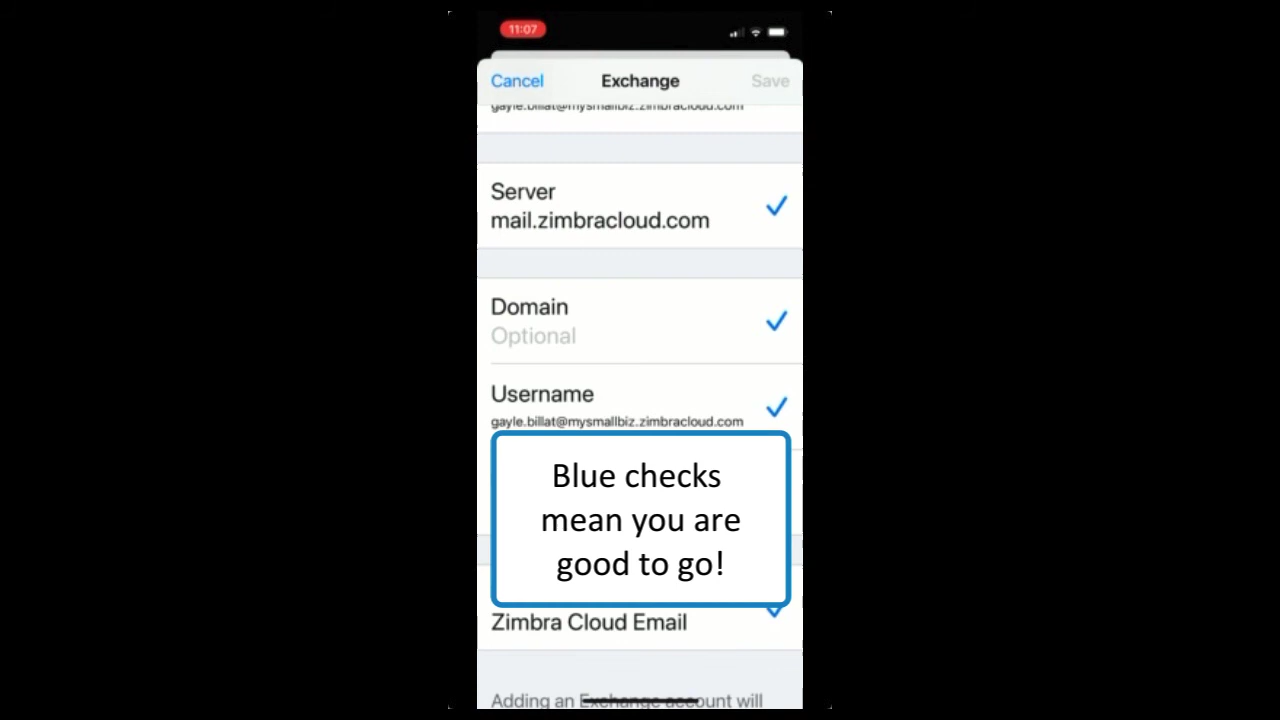 11:07
Cancel Exchange Save
gayle.billat@mysmallbiz.zimbracloud.com
Server
mail.zimbracloud.com
Domain
Optional
Username
gayle.billat@mysmallbiz.zimbracloud.com
Blue checks
mean you are
good to go!
Zimbra Cloud Email
Adding an Exchange account will